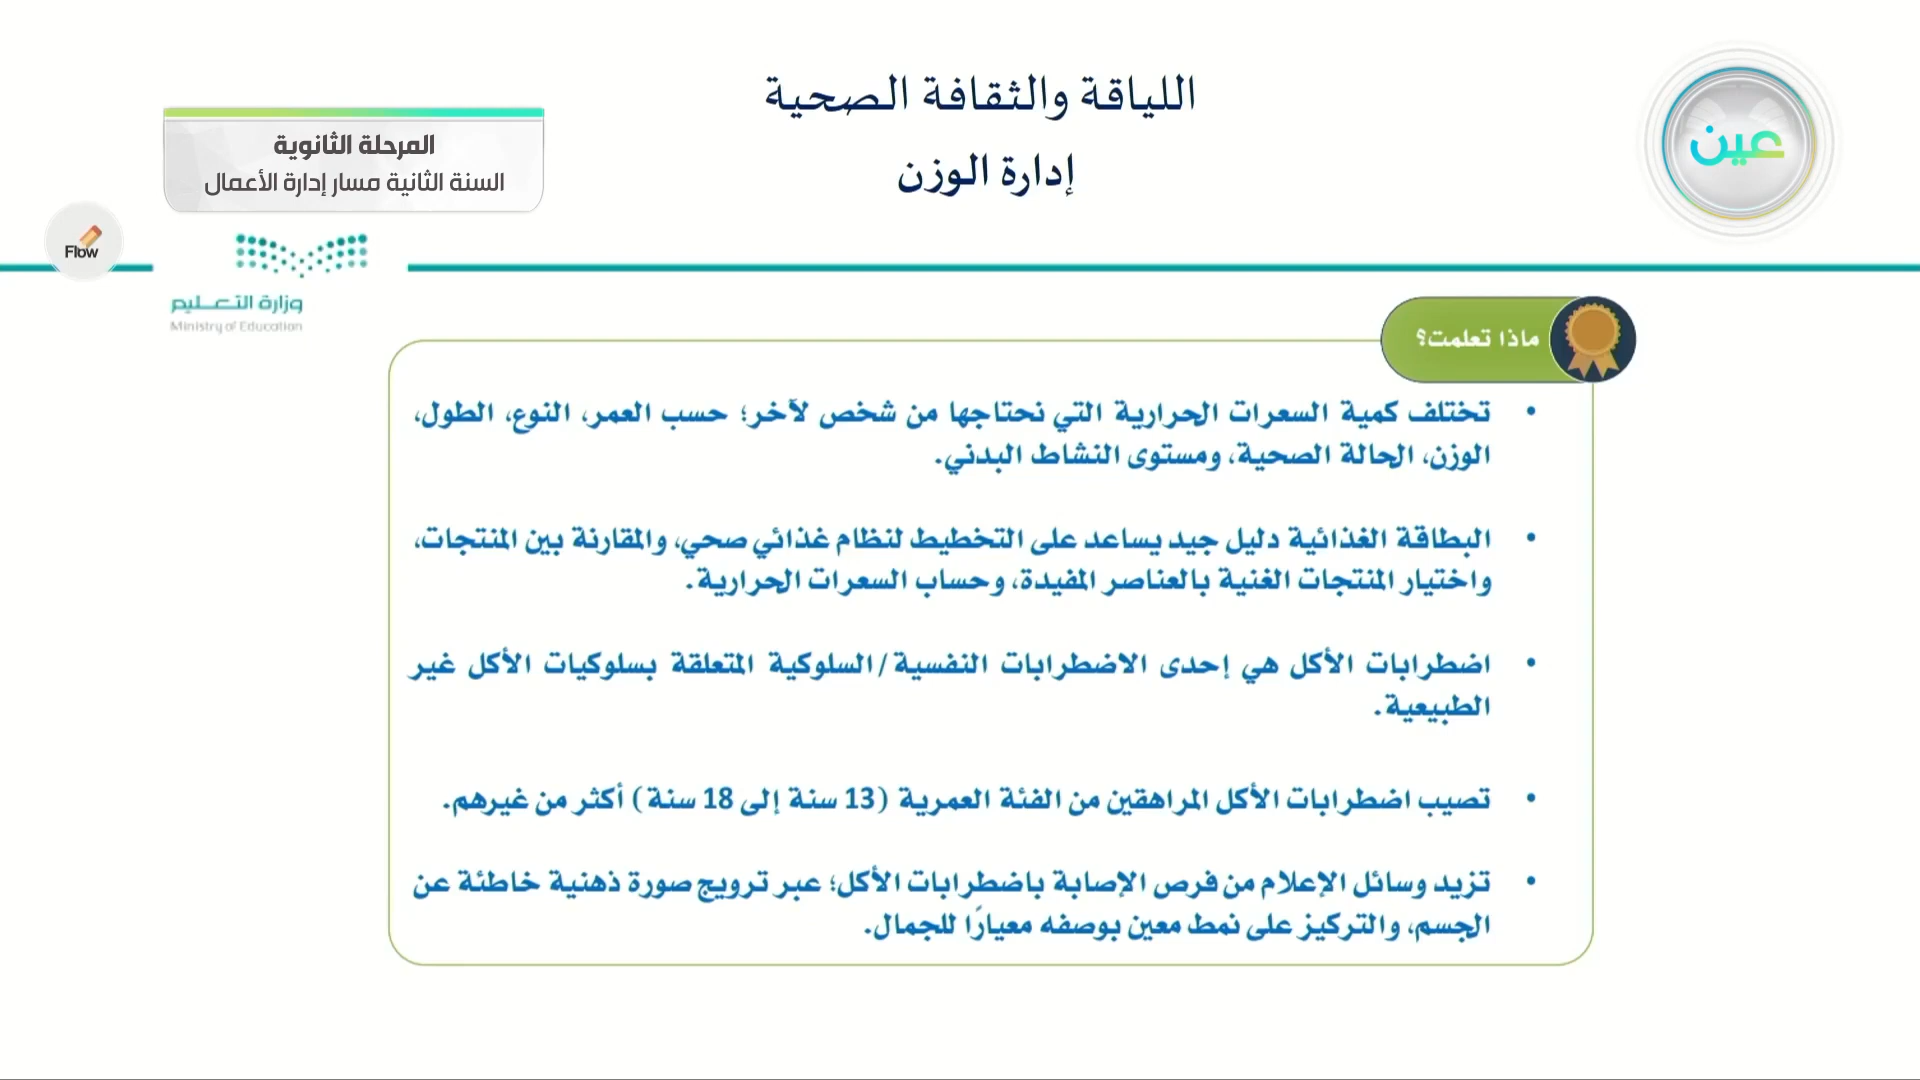 اللياقة والثقافة الصحية
إدارة الوزن
عين
المرحلة الثانوية
السنة الثانية مسار إدارة الأعمال
Flow
وزارة التعليم
Ministry of Education
ماذا تعلمت؟
• تختلف كمية السعرات الحرارية التي نحتاجها من شخص لآخر؛ حسب العمر، النوع، الطول،
الوزن، الحالة الصحية، ومستوى النشاط البدني.
• البطاقة الغذائية دليل جيد يساعد على التخطيط لنظام غذائي صحي، والمقارنة بين المنتجات،
واختيار المنتجات الغنية بالعناصر المفيدة، وحساب السعرات الحرارية.
• اضطرابات الأكل هي إحدى الاضطرابات النفسية/السلوكية المتعلقة بسلوكيات الأكل غير
الطبيعية.
• تصيب اضطرابات الأكل المراهقين من الفئة العمرية (13 سنة إلى 18 سنة) أكثر من غيرهم.
• تزيد وسائل الإعلام من فرص الإصابة باضطرابات الأكل؛ عبر ترويج صورة ذهنية خاطئة عن
الجسم، والتركيز على نمط معين بوصفه معيارًا للجمال.